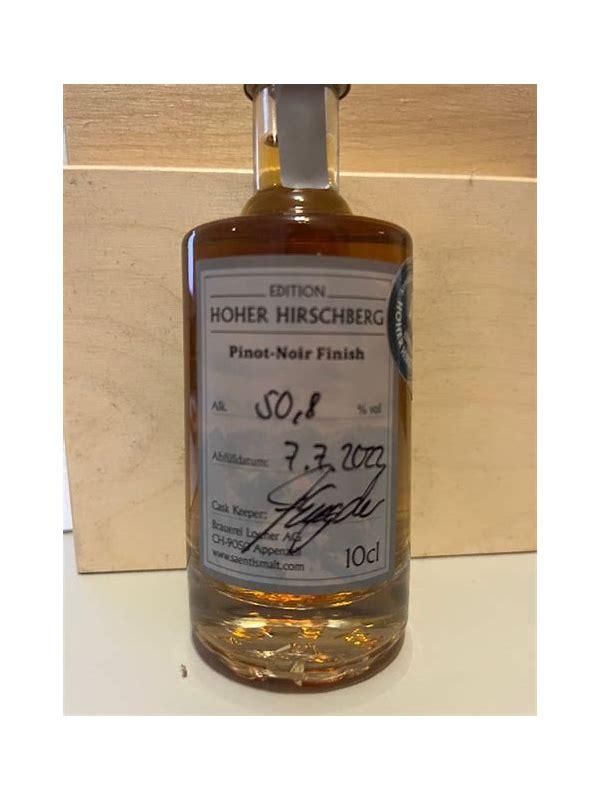 EDITION
HOHER HIRSCHBERG
Pinot-Noir Finish
Alk. 50,8 % vol
Abfülldatum: 7.7.2022
Cask Keeper:
Brauerei Locher AG
CH-9050 Appenzell
www.saentismalt.com
10cl
HOHER